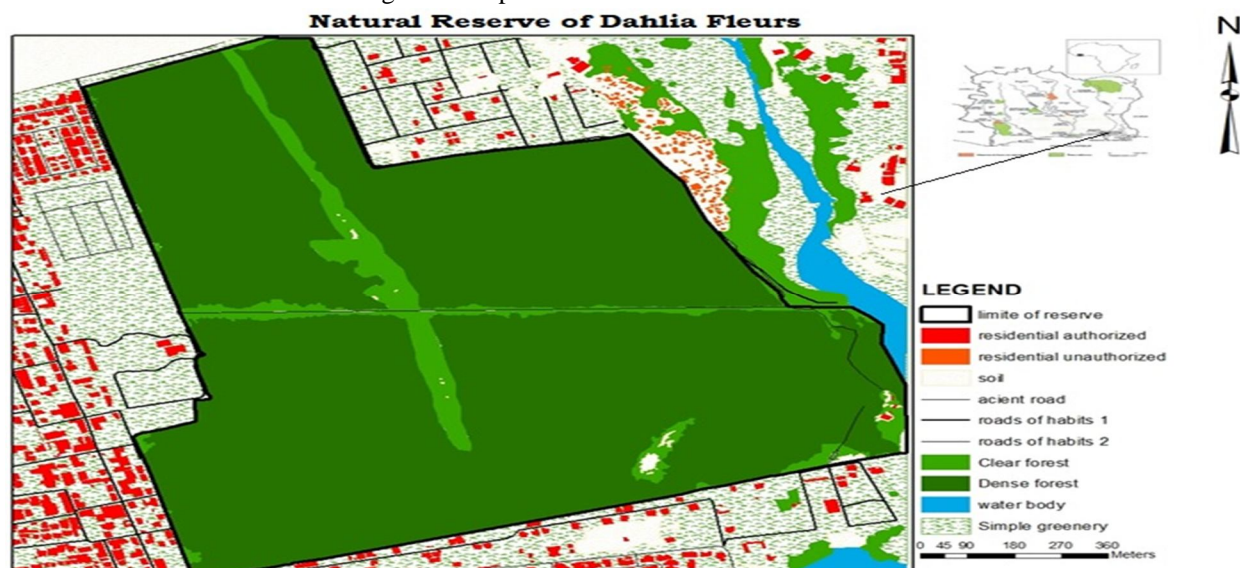 Natural Reserve of Dahlia Fleurs
N
LEGEND
limite of reserve
residential authorized
residential unauthorized
soil
acient road
roads of habits 1
roads of habits 2
Clear forest
Dense forest
water body
Simple greenery
0 45 90 180 270 360
Meters